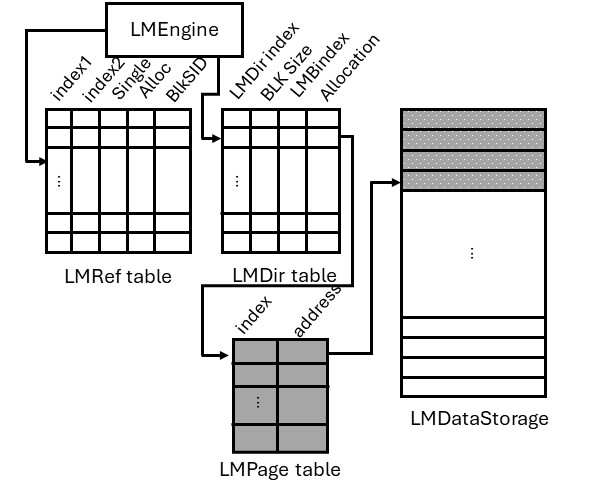 LMEngine
index1
index2
Single
Alloc
BlkSID
LMDir index
BLK Size
LMBindex
Allocation
...
...
...
LMRef table
LMDir table
index
address
...
LMDataStorage
LMPage table